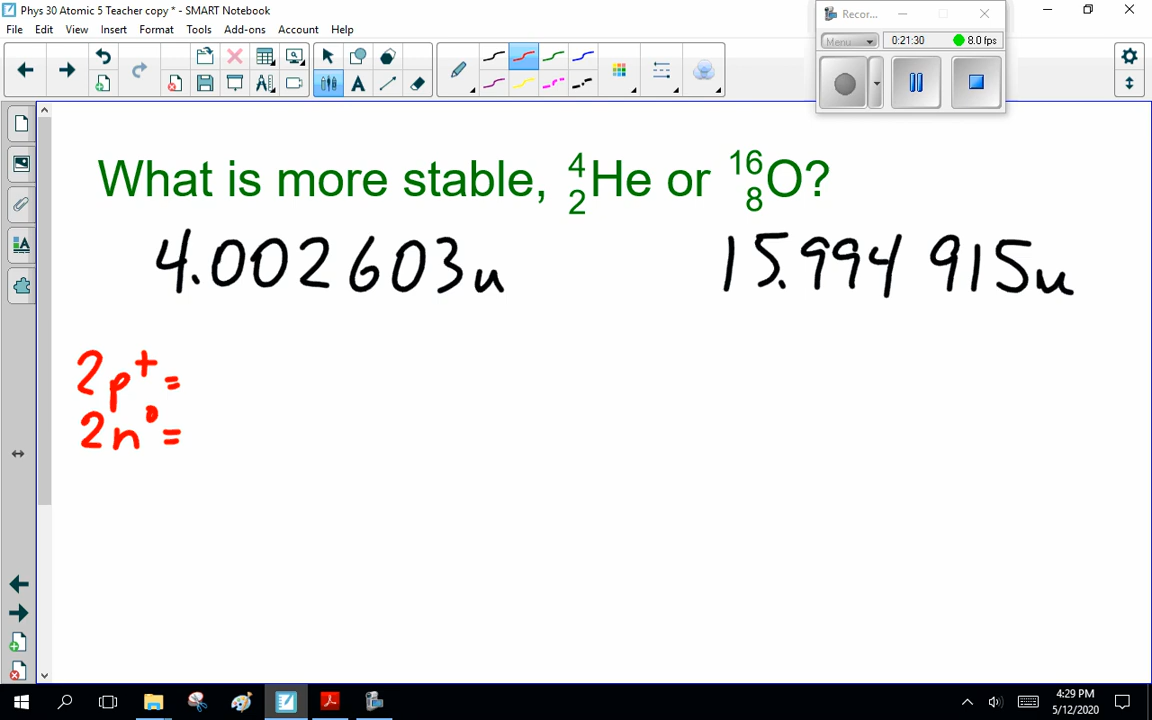 Phys 30 Atomic 5 Teacher copy * - SMART Notebook
File Edit View Insert Format Tools Add-ons Account Help
Recor...
Menu 0:21:30 8.0 fps
What is more stable, ⁴₂He or ¹⁶₈O?
4.002603u 15.994 915u
2p⁺=
2n⁰=
4:29 PM
5/12/2020